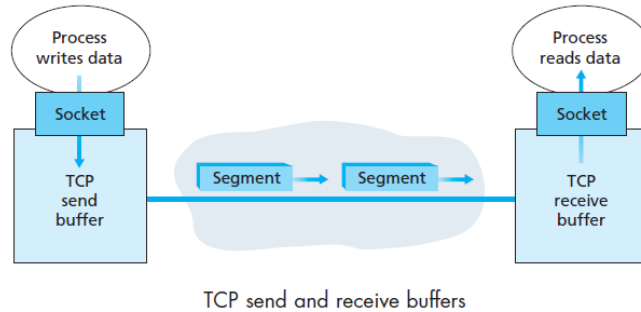 Process
writes data
Process
reads data
Socket
Socket
TCP
send
buffer
Segment
Segment
TCP
receive
buffer
TCP send and receive buffers